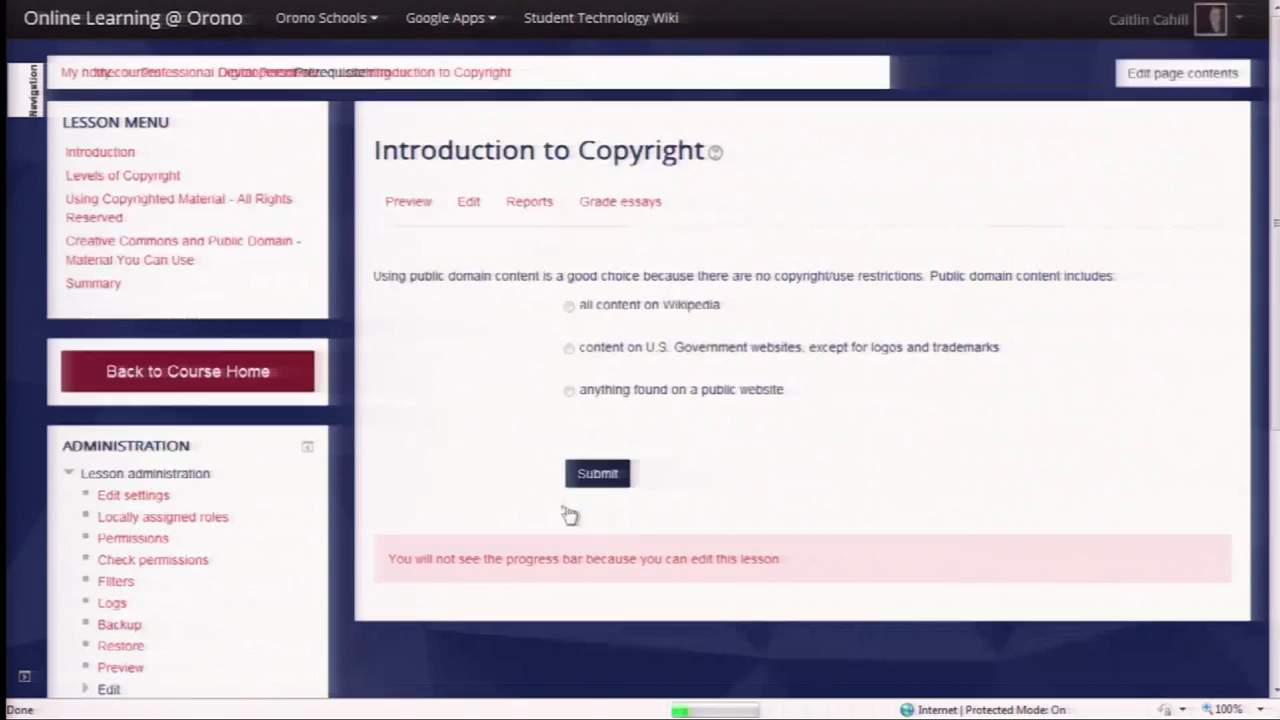 Online Learning @ Orono
Orono Schools
Google Apps
Student Technology Wiki
Caitlin Cahill
Navigation
My home
Introduction to Copyright
Edit page contents
LESSON MENU
Introduction
Levels of Copyright
Using Copyrighted Material - All Rights
Reserved
Creative Commons and Public Domain -
Material You Can Use
Summary
Back to Course Home
ADMINISTRATION
Lesson administration
Edit settings
Locally assigned roles
Permissions
Check permissions
Filters
Logs
Backup
Restore
Preview
Edit
Introduction to Copyright
Preview
Edit
Reports
Grade essays
Using public domain content is a good choice because there are no copyright/use restrictions. Public domain content includes:
all content on Wikipedia
content on U.S. Government websites, except for logos and trademarks
anything found on a public website
Submit
You will not see the progress bar because you can edit this lesson
Done
Internet | Protected Mode: On
100%